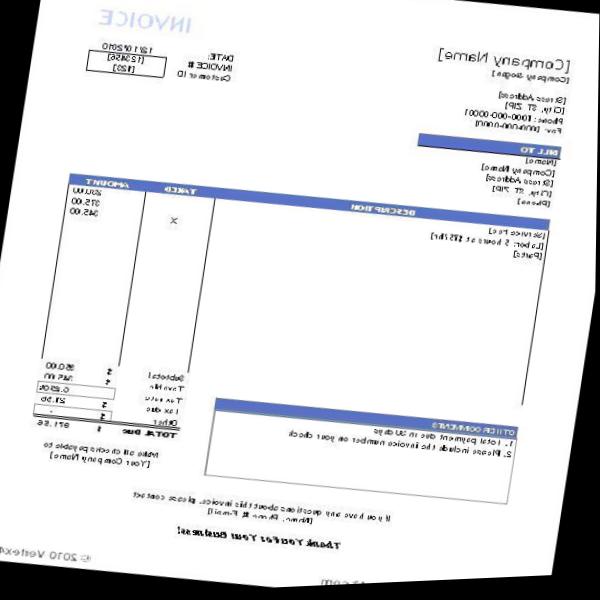 INVOICE
[Company Name]
[Company Slogan]
DATE: 12/10/2010
INVOICE # [123456]
Customer ID [123]
[Street Address]
[City, ST ZIP]
Phone: [000-000-0000]
Fax: [000-000-0000]
BILL TO
[Name]
[Company Name]
[Street Address]
[City, ST ZIP]
[Phone]
DESCRIPTION TAXED AMOUNT
[Service Fee]
[Labor: 5 hours at $75/hr] 375.00
[Parts] X 345.00
Subtotal $ 950.00
Taxable $ 345.00
Tax rate 6.250%
Tax due $ 21.56
Other $ -
TOTAL Due $ 971.56
OTHER COMMENTS
1. Total payment due in 30 days
2. Please include the invoice number on your check
Make all checks payable to
[Your Company Name]
If you have any questions about this invoice, please contact
[Name, Phone #, E-mail]
Thank You For Your Business!
© 2010